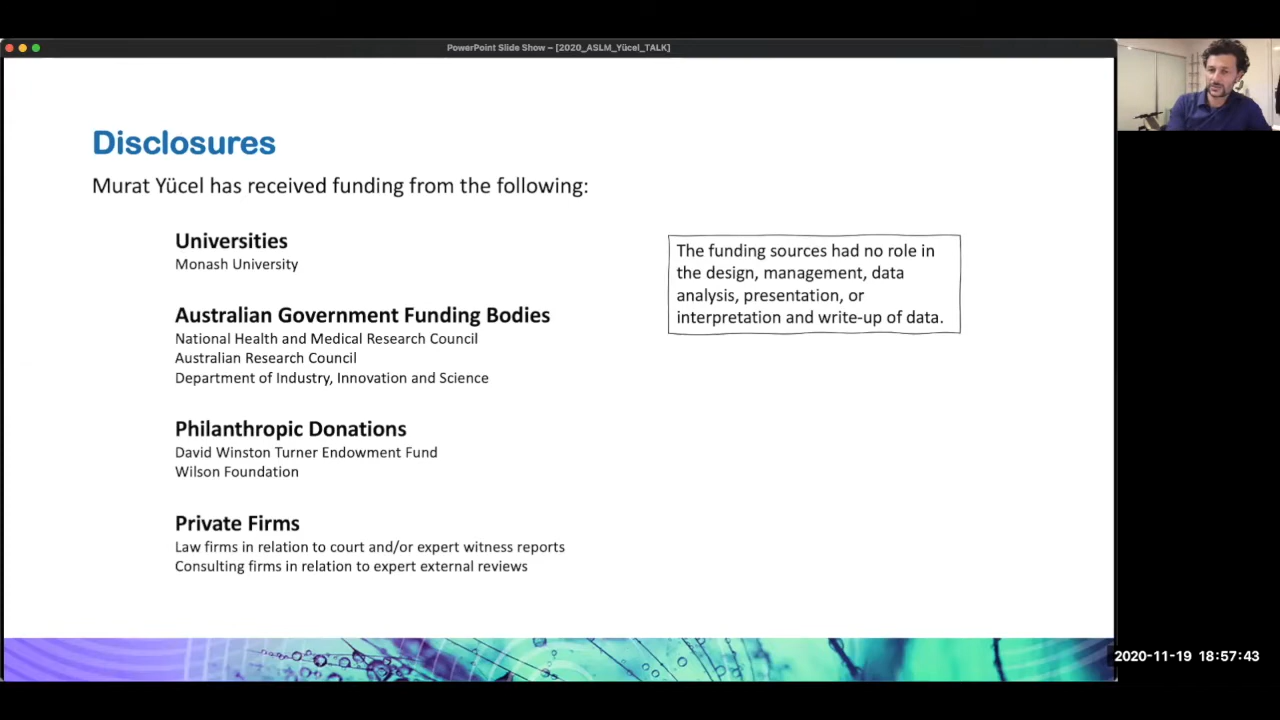 PowerPoint Slide Show – [2020_ASLM_Yücel_TALK]
Disclosures
Murat Yücel has received funding from the following:
Universities
Monash University
Australian Government Funding Bodies
National Health and Medical Research Council
Australian Research Council
Department of Industry, Innovation and Science
Philanthropic Donations
David Winston Turner Endowment Fund
Wilson Foundation
Private Firms
Law firms in relation to court and/or expert witness reports
Consulting firms in relation to expert external reviews
The funding sources had no role in
the design, management, data
analysis, presentation, or
interpretation and write-up of data.
2020-11-19 18:57:43